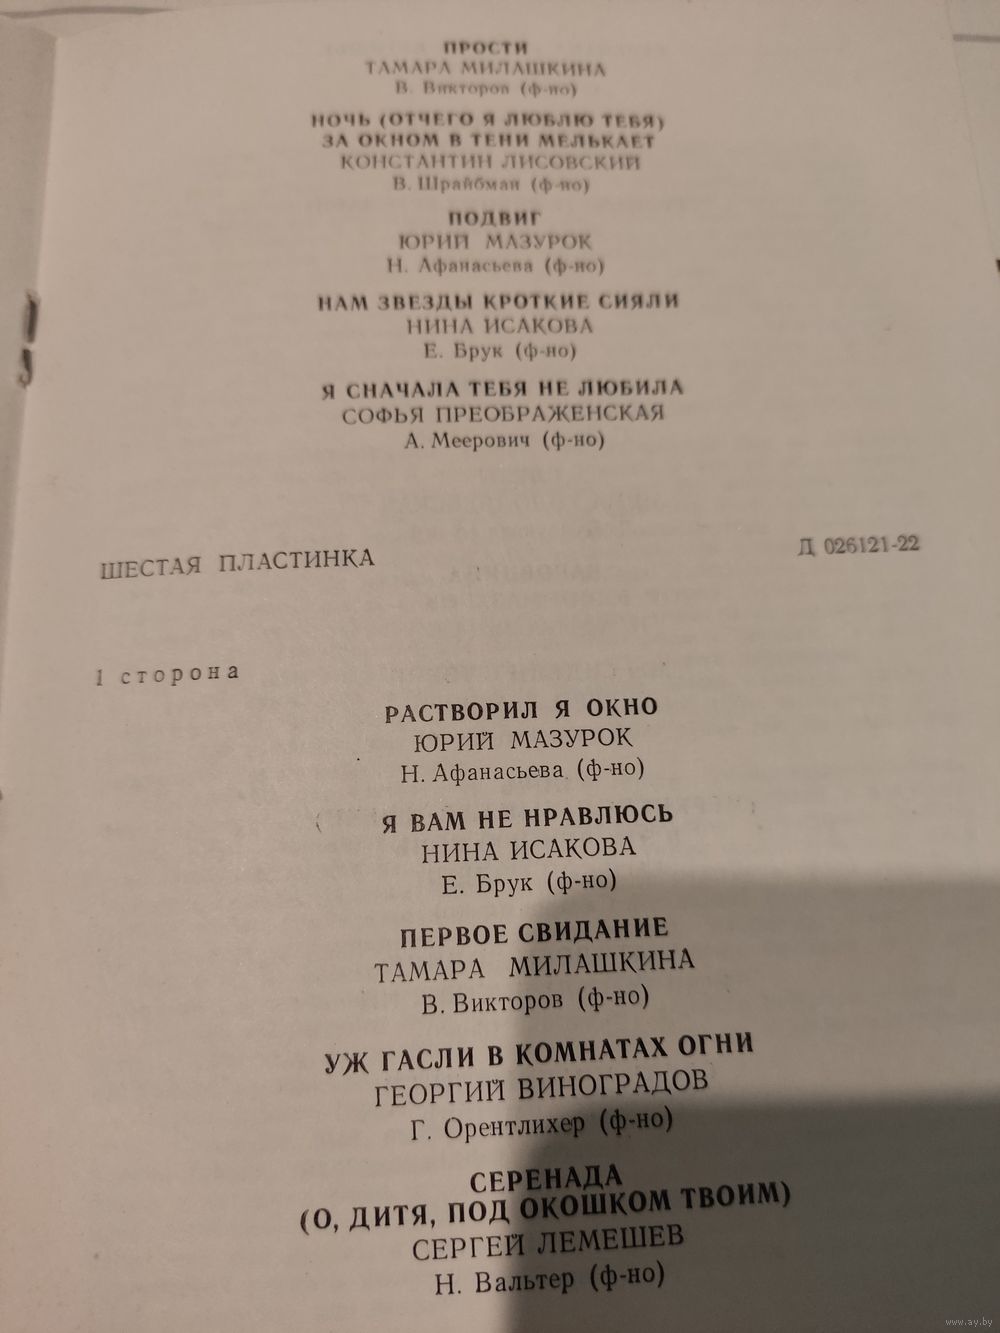 ПРОСТИ
ТАМАРА МИЛАШКИНА
В. Викторов (ф-но)
НОЧЬ (ОТЧЕГО Я ЛЮБЛЮ ТЕБЯ)
ЗА ОКНОМ В ТЕНИ МЕЛЬКАЕТ
КОНСТАНТИН ЛИСОВСКИЙ
В. Шрайбман (ф-но)
ПОДВИГ
ЮРИЙ МАЗУРОК
Н. Афанасьева (ф-но)
НАМ ЗВЕЗДЫ КРОТКИЕ СИЯЛИ
НИНА ИСАКОВА
Е. Брук (ф-но)
Я СНАЧАЛА ТЕБЯ НЕ ЛЮБИЛА
СОФЬЯ ПРЕОБРАЖЕНСКАЯ
А. Меерович (ф-но)
ШЕСТАЯ ПЛАСТИНКА Д 026121-22
1 сторона
РАСТВОРИЛ Я ОКНО
ЮРИЙ МАЗУРОК
Н. Афанасьева (ф-но)
Я ВАМ НЕ НРАВЛЮСЬ
НИНА ИСАКОВА
Е. Брук (ф-но)
ПЕРВОЕ СВИДАНИЕ
ТАМАРА МИЛАШКИНА
В. Викторов (ф-но)
УЖ ГАСЛИ В КОМНАТАХ ОГНИ
ГЕОРГИЙ ВИНОГРАДОВ
Г. Орентлихер (ф-но)
СЕРЕНАДА
(О, ДИТЯ, ПОД ОКОШКОМ ТВОИМ)
СЕРГЕЙ ЛЕМЕШЕВ
Н. Вальтер (ф-но)
www.ay.by